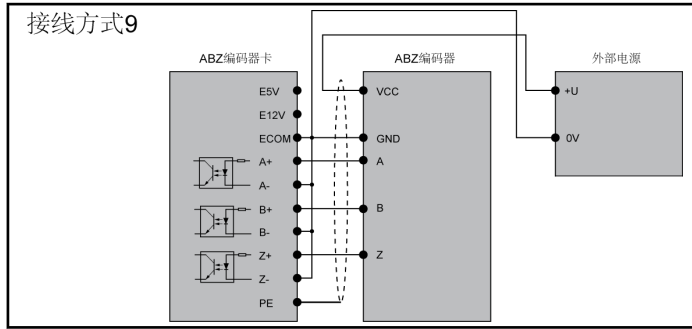 接线方式9
ABZ编码器卡
ABZ编码器
外部电源
E5V
VCC
+U
E12V
ECOM
GND
0V
A+
A
A-
B+
B
B-
Z+
Z
Z-
PE